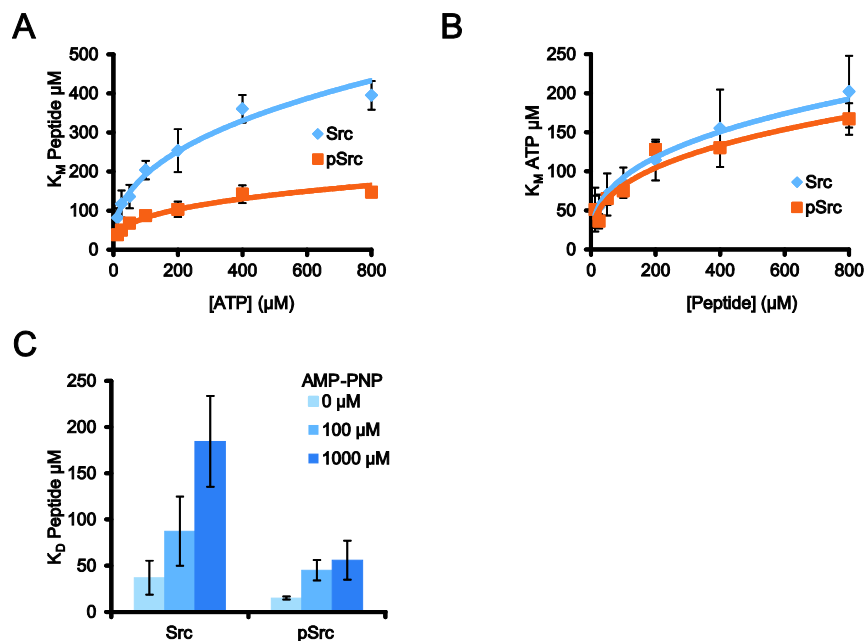 A
K_M Peptide µM
500
400
300
200
100
0
0 200 400 600 800
[ATP] (µM)
Src
pSrc
B
K_M ATP µM
250
200
150
100
50
0
0 200 400 600 800
[Peptide] (µM)
Src
pSrc
C
K_D Peptide µM
250
200
150
100
50
0
Src pSrc
AMP-PNP
0 µM
100 µM
1000 µM